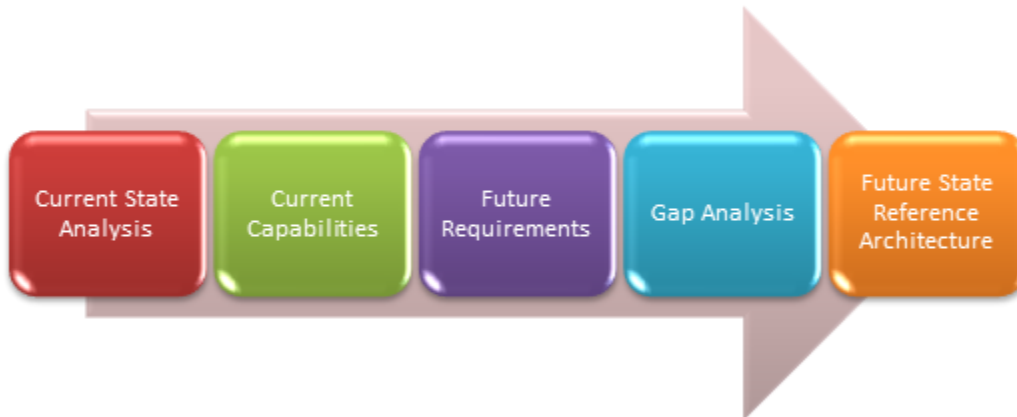 Current State
Analysis
Current
Capabilities
Future
Requirements
Gap Analysis
Future State
Reference
Architecture